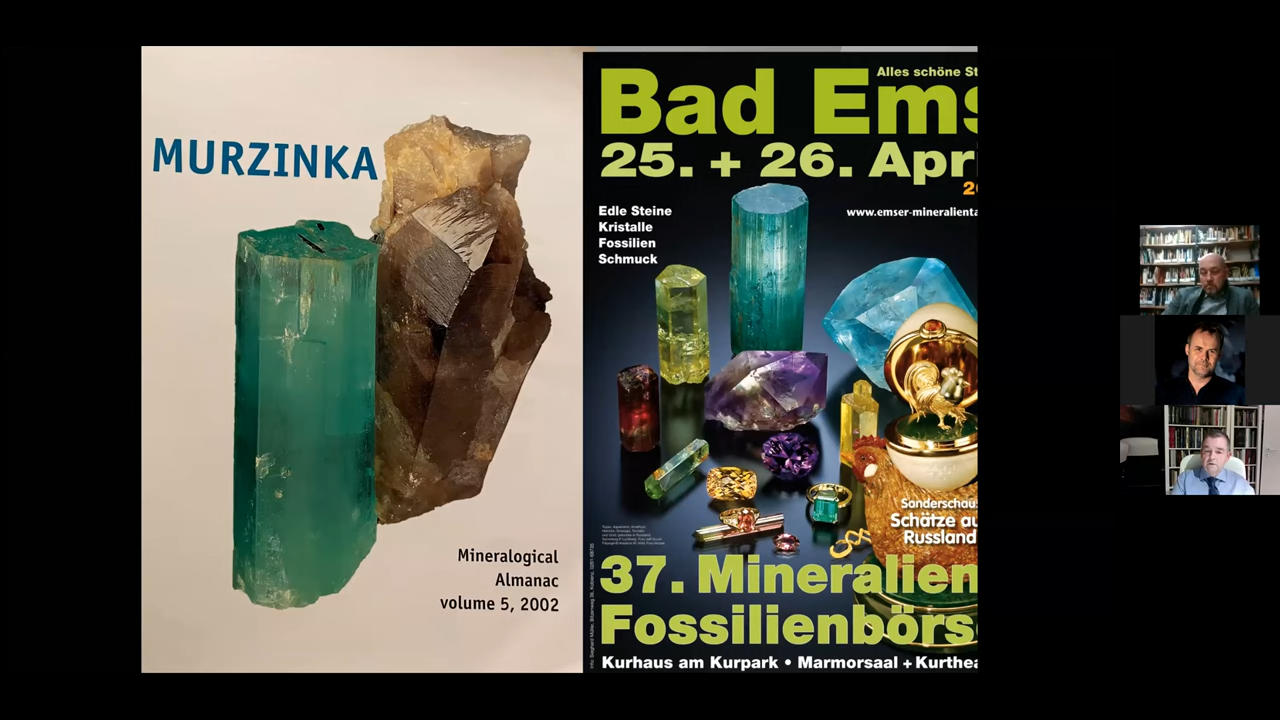 MURZINKA
Mineralogical
Almanac
volume 5, 2002
Alles schöne St
Bad Ems
25. + 26. Apr
www.emser-mineralienta
Edle Steine
Kristalle
Fossilien
Schmuck
Sonderschau
Schätze au
Russland
37. Mineralien
Fossilienbörs
Kurhaus am Kurpark • Marmorsaal + Kurthea